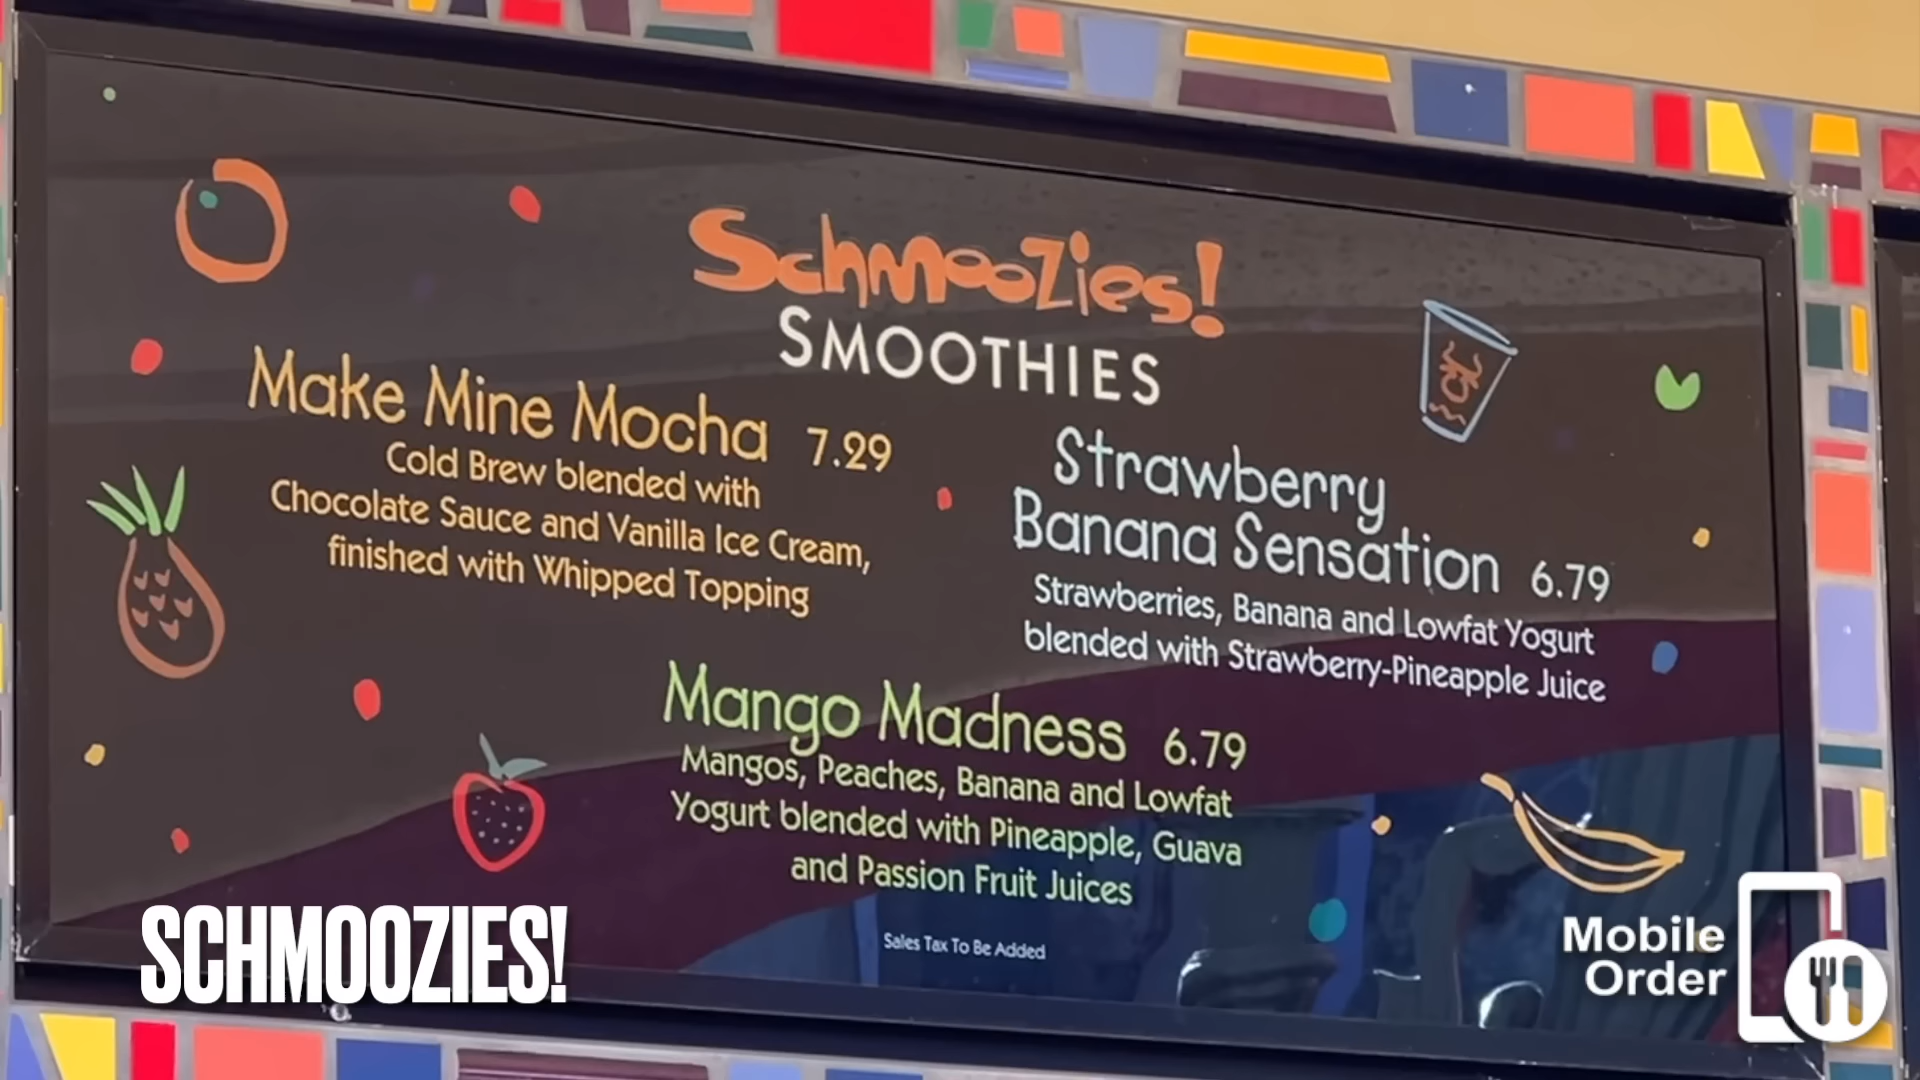 Schmoozies!
SMOOTHIES
Make Mine Mocha 7.29
Cold Brew blended with
Chocolate Sauce and Vanilla Ice Cream,
finished with Whipped Topping
Strawberry
Banana Sensation 6.79
Strawberries, Banana and Lowfat Yogurt
blended with Strawberry-Pineapple Juice
Mango Madness 6.79
Mangos, Peaches, Banana and Lowfat
Yogurt blended with Pineapple, Guava
and Passion Fruit Juices
Sales Tax To Be Added
SCHMOOZIES!
Mobile
Order